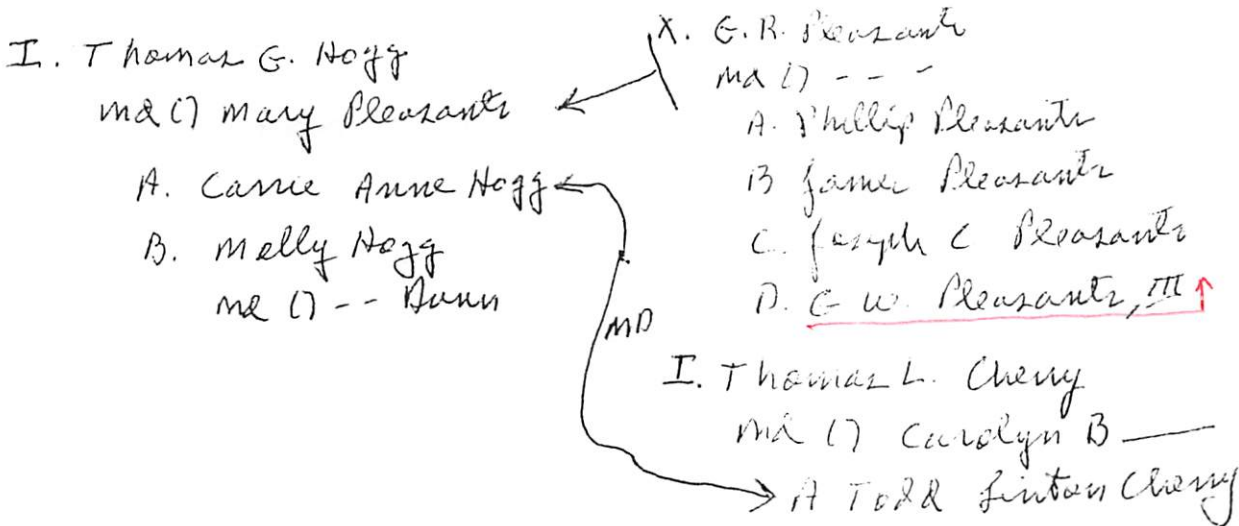 I. Thomas G. Hogg
md () Mary Pleasants
A. Carrie Anne Hogg
B. Melly Hogg
md () -- Dunn
X. G.R. Pleasants
md () - - -
A. Phillip Pleasants
B James Pleasants
C. Joseph C Pleasants
D. G W. Pleasants, III
MD
I. Thomas L. Cherry
md () Carolyn B
A Todd Linton Cherry